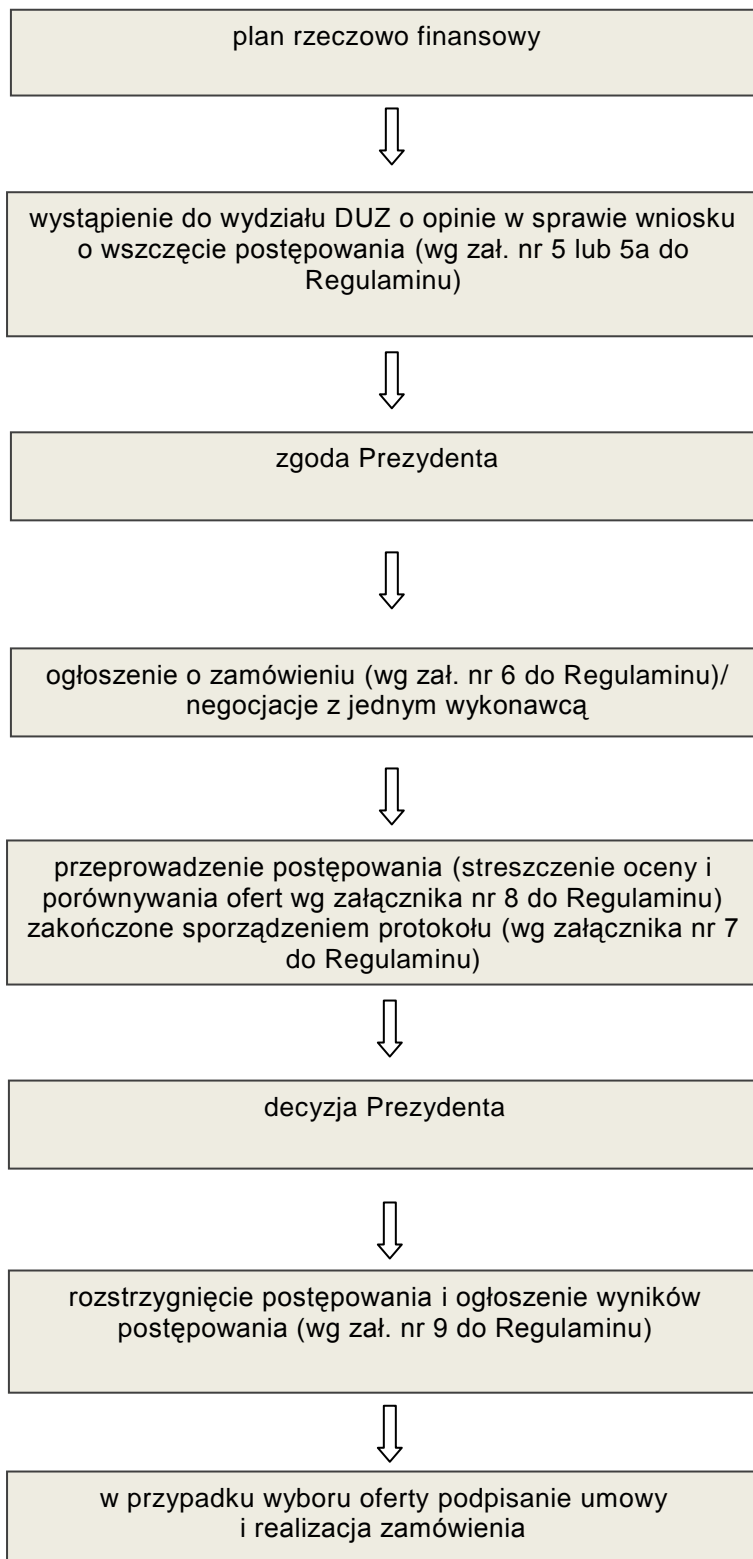 plan rzeczowo finansowy
wystąpienie do wydziału DUZ o opinie w sprawie wniosku
o wszczęcie postępowania (wg zał. nr 5 lub 5a do
Regulaminu)
zgoda Prezydenta
ogłoszenie o zamówieniu (wg zał. nr 6 do Regulaminu)/
negocjacje z jednym wykonawcą
przeprowadzenie postępowania (streszczenie oceny i
porównywania ofert wg załącznika nr 8 do Regulaminu)
zakończone sporządzeniem protokołu (wg załącznika nr 7
do Regulaminu)
decyzja Prezydenta
rozstrzygnięcie postępowania i ogłoszenie wyników
postępowania (wg zał. nr 9 do Regulaminu)
w przypadku wyboru oferty podpisanie umowy
i realizacja zamówienia